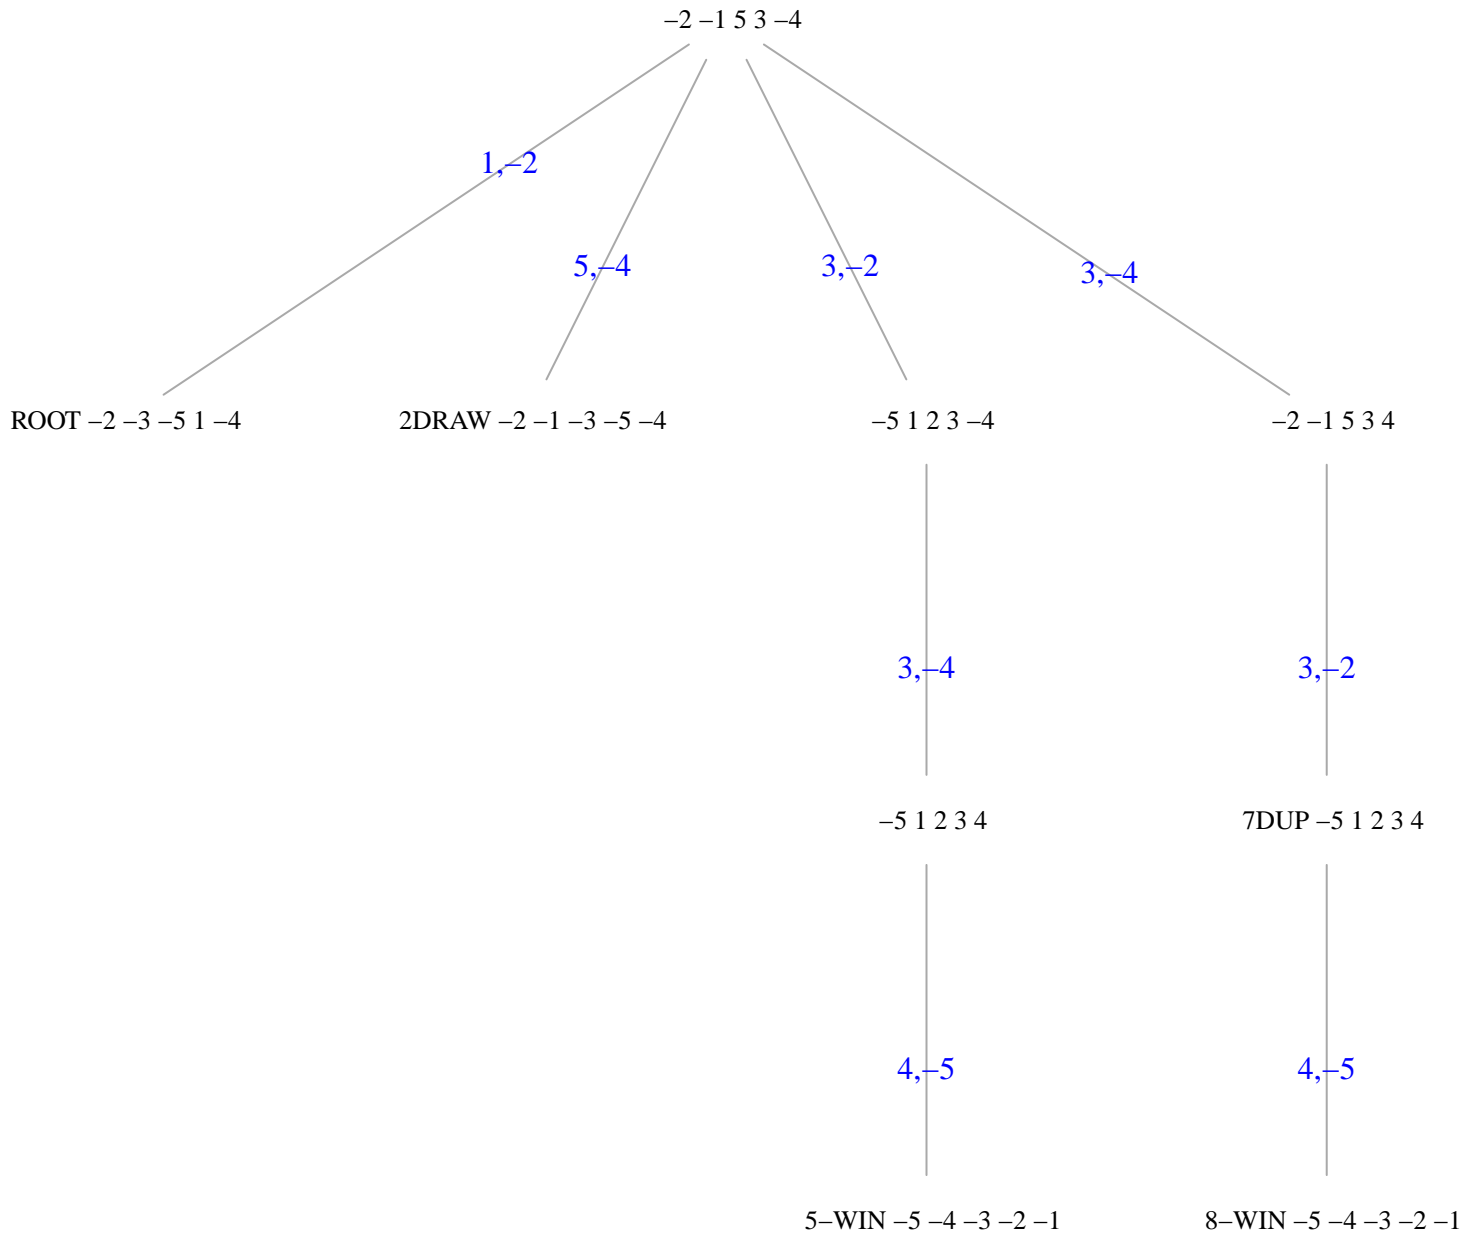 –2 –1 5 3 –4
1,–2
5,–4
3,–2
3,–4
ROOT –2 –3 –5 1 –4
2DRAW –2 –1 –3 –5 –4
–5 1 2 3 –4
–2 –1 5 3 4
3,–4
3,–2
–5 1 2 3 4
7DUP –5 1 2 3 4
4,–5
4,–5
5–WIN –5 –4 –3 –2 –1
8–WIN –5 –4 –3 –2 –1